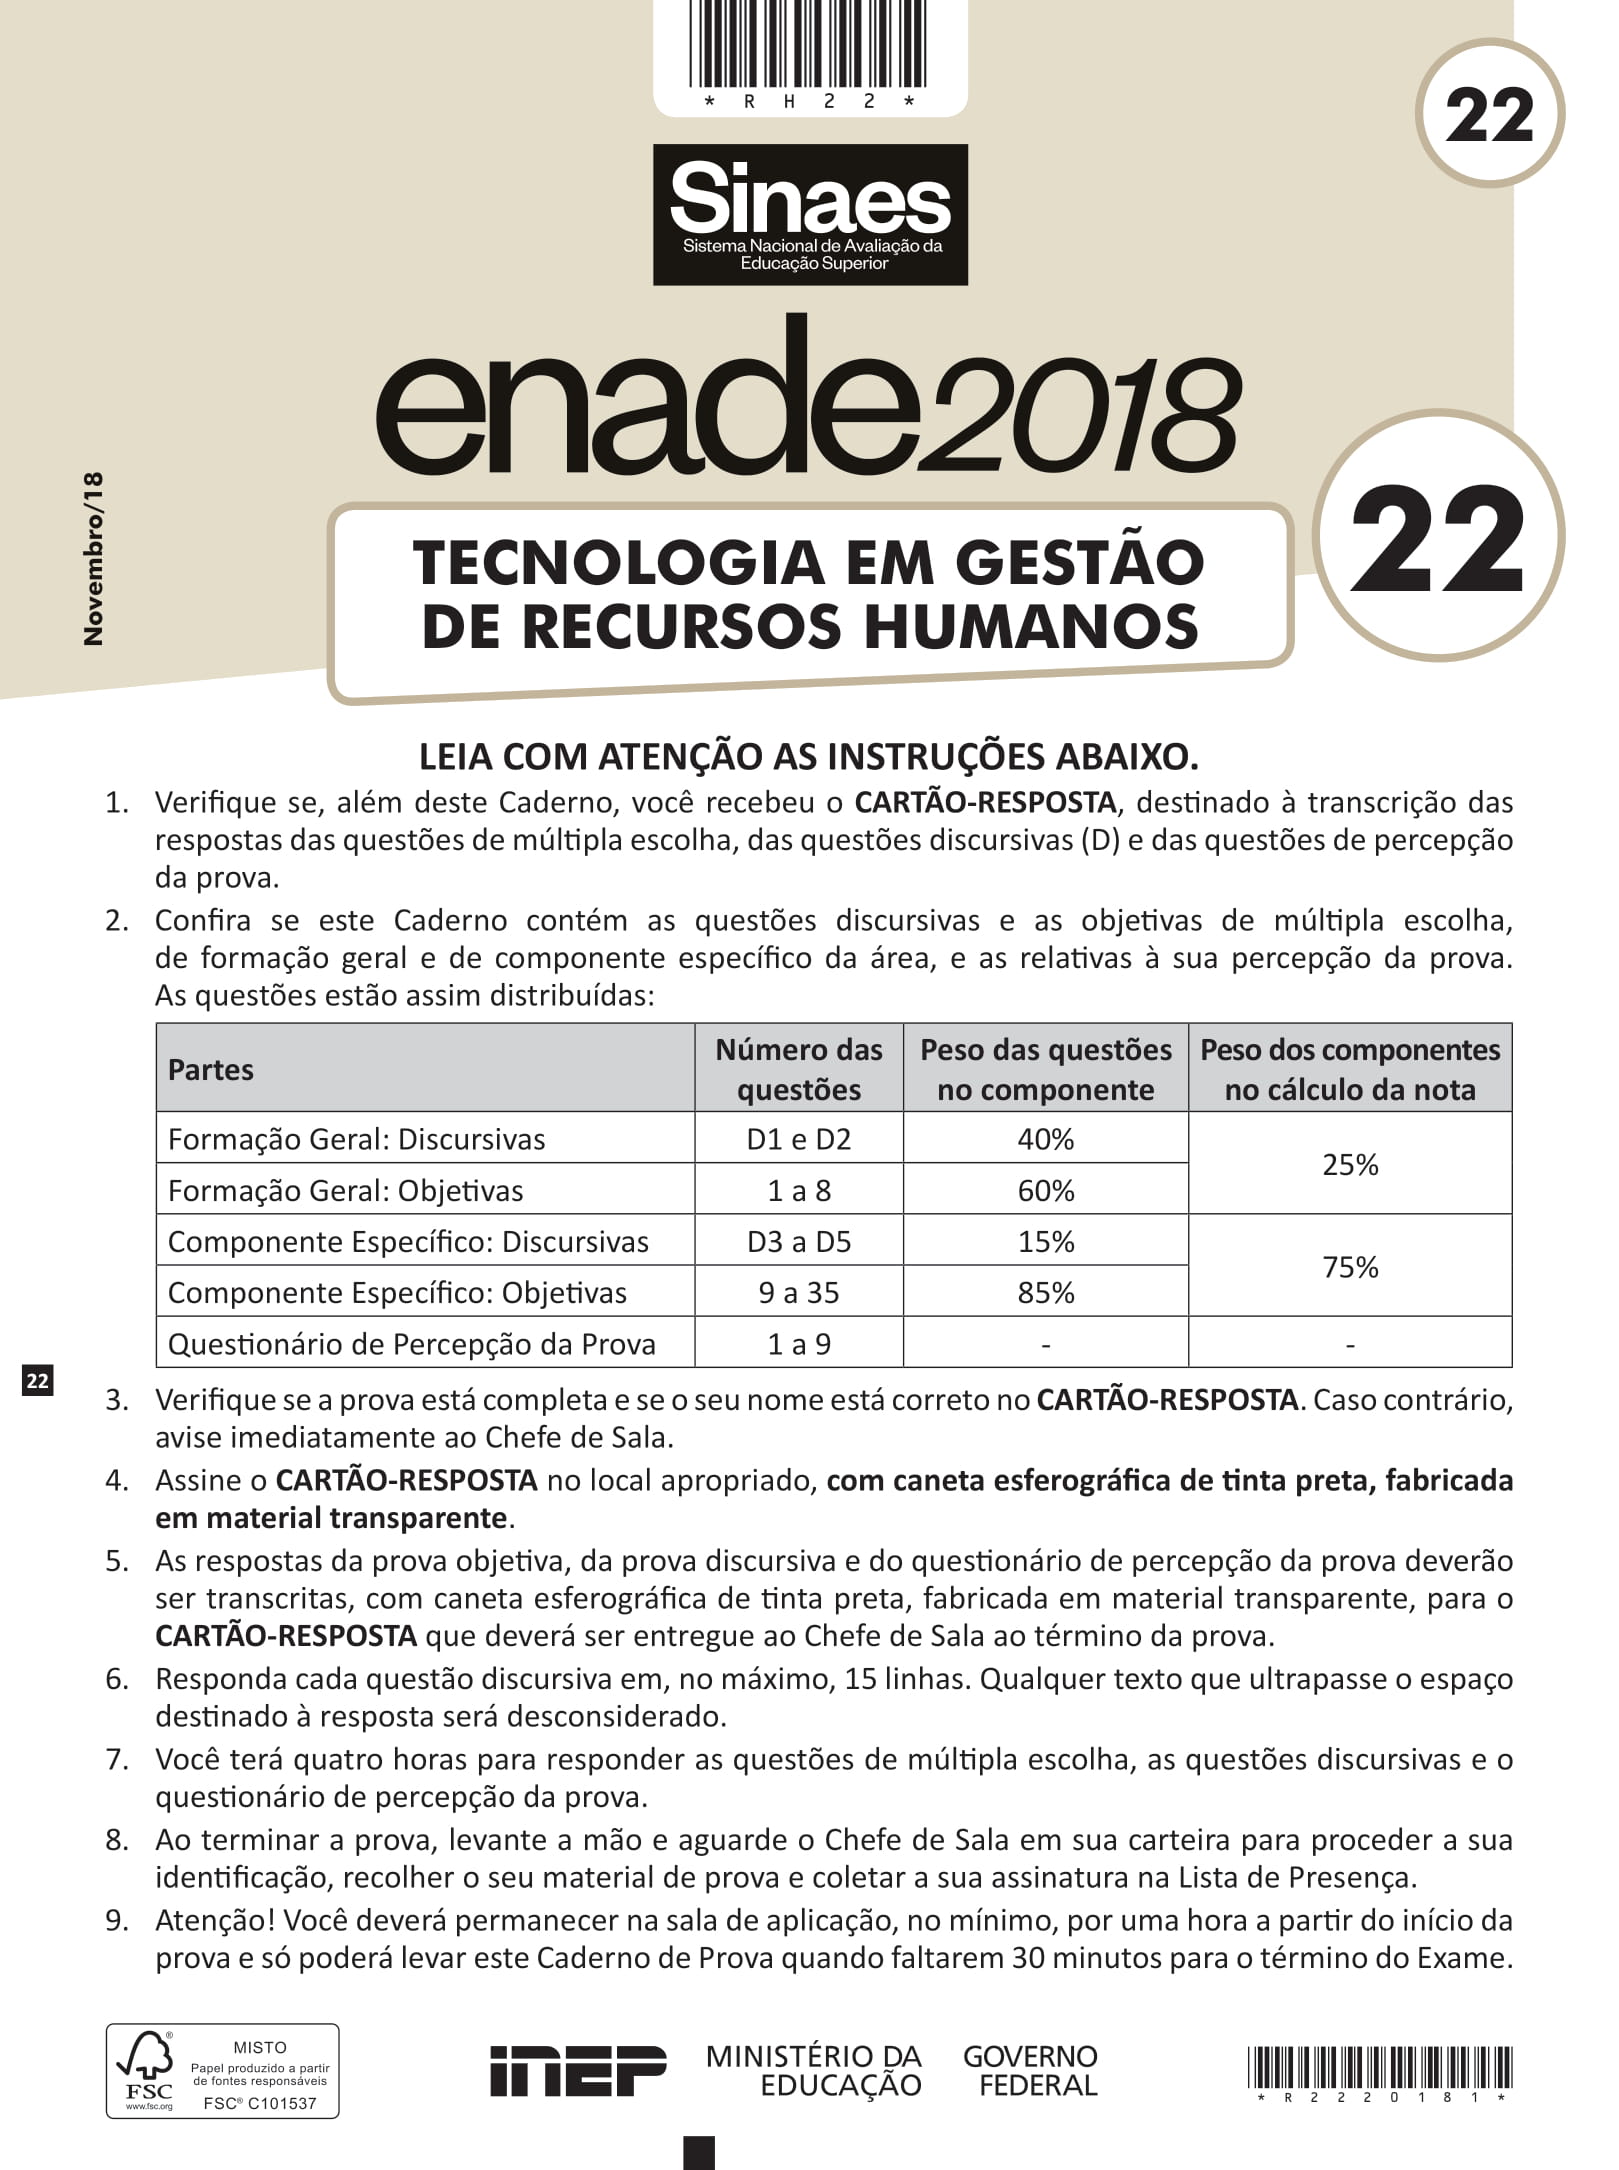 * R H 2 2 *
22
Sinaes
Sistema Nacional de Avaliação da
Educação Superior
enade2018
Novembro/18
22
TECNOLOGIA EM GESTÃO
DE RECURSOS HUMANOS
LEIA COM ATENÇÃO AS INSTRUÇÕES ABAIXO.
1. Verifique se, além deste Caderno, você recebeu o CARTÃO-RESPOSTA, destinado à transcrição das
respostas das questões de múltipla escolha, das questões discursivas (D) e das questões de percepção
da prova.
2. Confira se este Caderno contém as questões discursivas e as objetivas de múltipla escolha,
de formação geral e de componente específico da área, e as relativas à sua percepção da prova.
As questões estão assim distribuídas:
Partes Número das questões Peso das questões no componente Peso dos componentes no cálculo da nota
Formação Geral: Discursivas D1 e D2 40% 25%
Formação Geral: Objetivas 1 a 8 60%
Componente Específico: Discursivas D3 a D5 15% 75%
Componente Específico: Objetivas 9 a 35 85%
Questionário de Percepção da Prova 1 a 9 - -
22
3. Verifique se a prova está completa e se o seu nome está correto no CARTÃO-RESPOSTA. Caso contrário,
avise imediatamente ao Chefe de Sala.
4. Assine o CARTÃO-RESPOSTA no local apropriado, com caneta esferográfica de tinta preta, fabricada
em material transparente.
5. As respostas da prova objetiva, da prova discursiva e do questionário de percepção da prova deverão
ser transcritas, com caneta esferográfica de tinta preta, fabricada em material transparente, para o
CARTÃO-RESPOSTA que deverá ser entregue ao Chefe de Sala ao término da prova.
6. Responda cada questão discursiva em, no máximo, 15 linhas. Qualquer texto que ultrapasse o espaço
destinado à resposta será desconsiderado.
7. Você terá quatro horas para responder as questões de múltipla escolha, as questões discursivas e o
questionário de percepção da prova.
8. Ao terminar a prova, levante a mão e aguarde o Chefe de Sala em sua carteira para proceder a sua
identificação, recolher o seu material de prova e coletar a sua assinatura na Lista de Presença.
9. Atenção! Você deverá permanecer na sala de aplicação, no mínimo, por uma hora a partir do início da
prova e só poderá levar este Caderno de Prova quando faltarem 30 minutos para o término do Exame.
®
FSC
www.fsc.org
MISTO
Papel produzido a partir
de fontes responsáveis
FSC® C101537
INEP
MINISTÉRIO DA
EDUCAÇÃO
GOVERNO
FEDERAL
* R 2 2 2 0 1 8 1 *